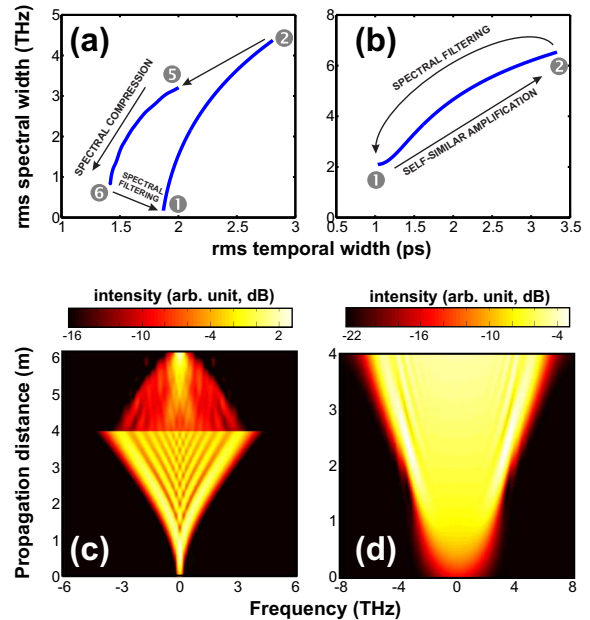 (a)
(b)
rms spectral width (THz)
5
4
3
2
1
0
8
6
4
2
0
SPECTRAL COMPRESSION
SPECTRAL
FILTERING
2
5
6
1
SPECTRAL FILTERING
SELF-SIMILAR AMPLIFICATION
2
1
1 1.5 2 2.5 3
0.5 1 1.5 2 2.5 3 3.5
rms temporal width (ps)
intensity (arb. unit, dB)
-16 -10 -4 2
intensity (arb. unit, dB)
-22 -16 -10 -4
Propagation distance (m)
6
5
4
3
2
1
0
4
3
2
1
0
(c)
(d)
-6 -3 0 3 6
-8 -4 0 4 8
Frequency (THz)